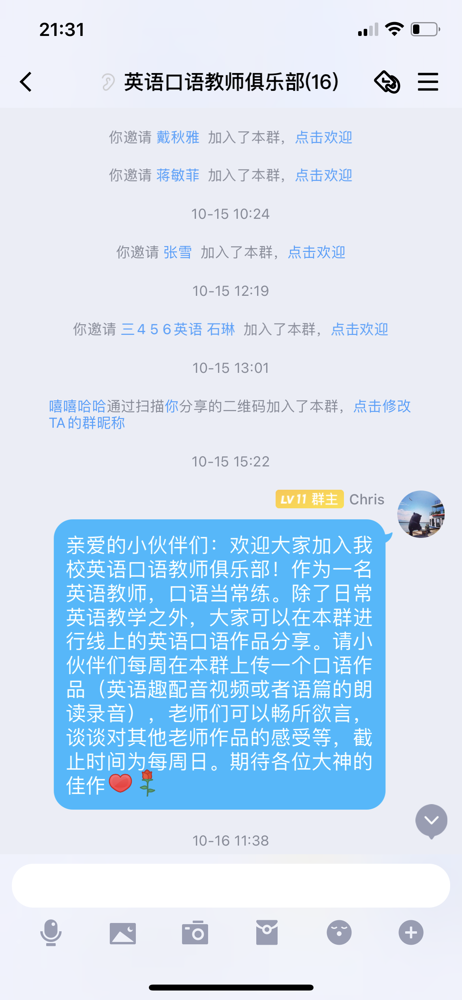 21:31
英语口语教师俱乐部(16)
你邀请 戴秋雅 加入了本群，点击欢迎
你邀请 蒋敏菲 加入了本群，点击欢迎
10-15 10:24
你邀请 张雪 加入了本群，点击欢迎
10-15 12:19
你邀请 三4 5 6英语 石琳 加入了本群，点击欢迎
10-15 13:01
嘻嘻哈哈通过扫描你分享的二维码加入了本群，点击修改
TA的群昵称
10-15 15:22
LV 11 群主 Chris
亲爱的小伙伴们：欢迎大家加入我
校英语口语教师俱乐部！作为一名
英语教师，口语当常练。除了日常
英语教学之外，大家可以在本群进
行线上的英语口语作品分享。请小
伙伴们每周在本群上传一个口语作
品（英语趣配音视频或者语篇的朗
读录音），老师们可以畅所欲言，
谈谈对其他老师作品的感受等，截
止时间为每周日。期待各位大神的
佳作❤️🌹
10-16 11:38